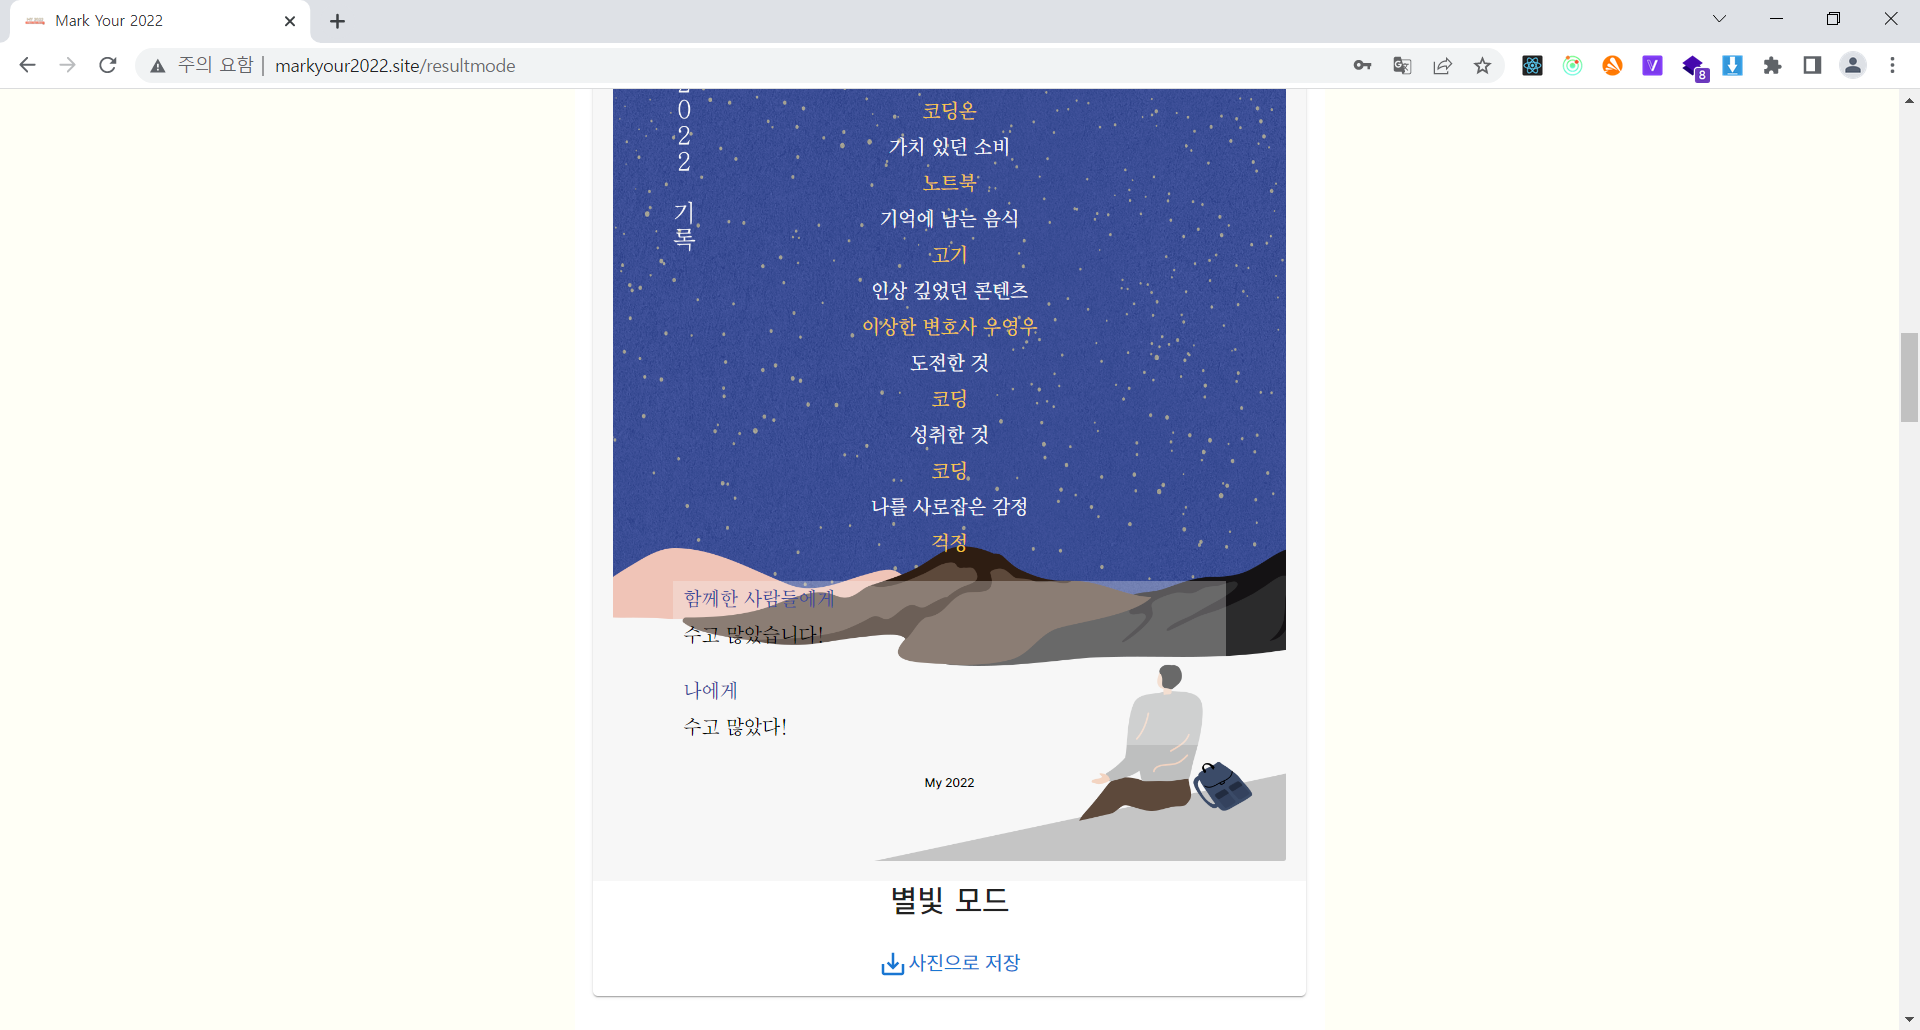 Mark Your 2022
주의 요함 | markyour2022.site/resultmode
8
2022 기록
코딩온
가치 있던 소비
노트북
기억에 남는 음식
고기
인상 깊었던 콘텐츠
이상한 변호사 우영우
도전한 것
코딩
성취한 것
코딩
나를 사로잡은 감정
걱정
함께한 사람들에게
수고 많았습니다!
나에게
수고 많았다!
My 2022
별빛 모드
사진으로 저장